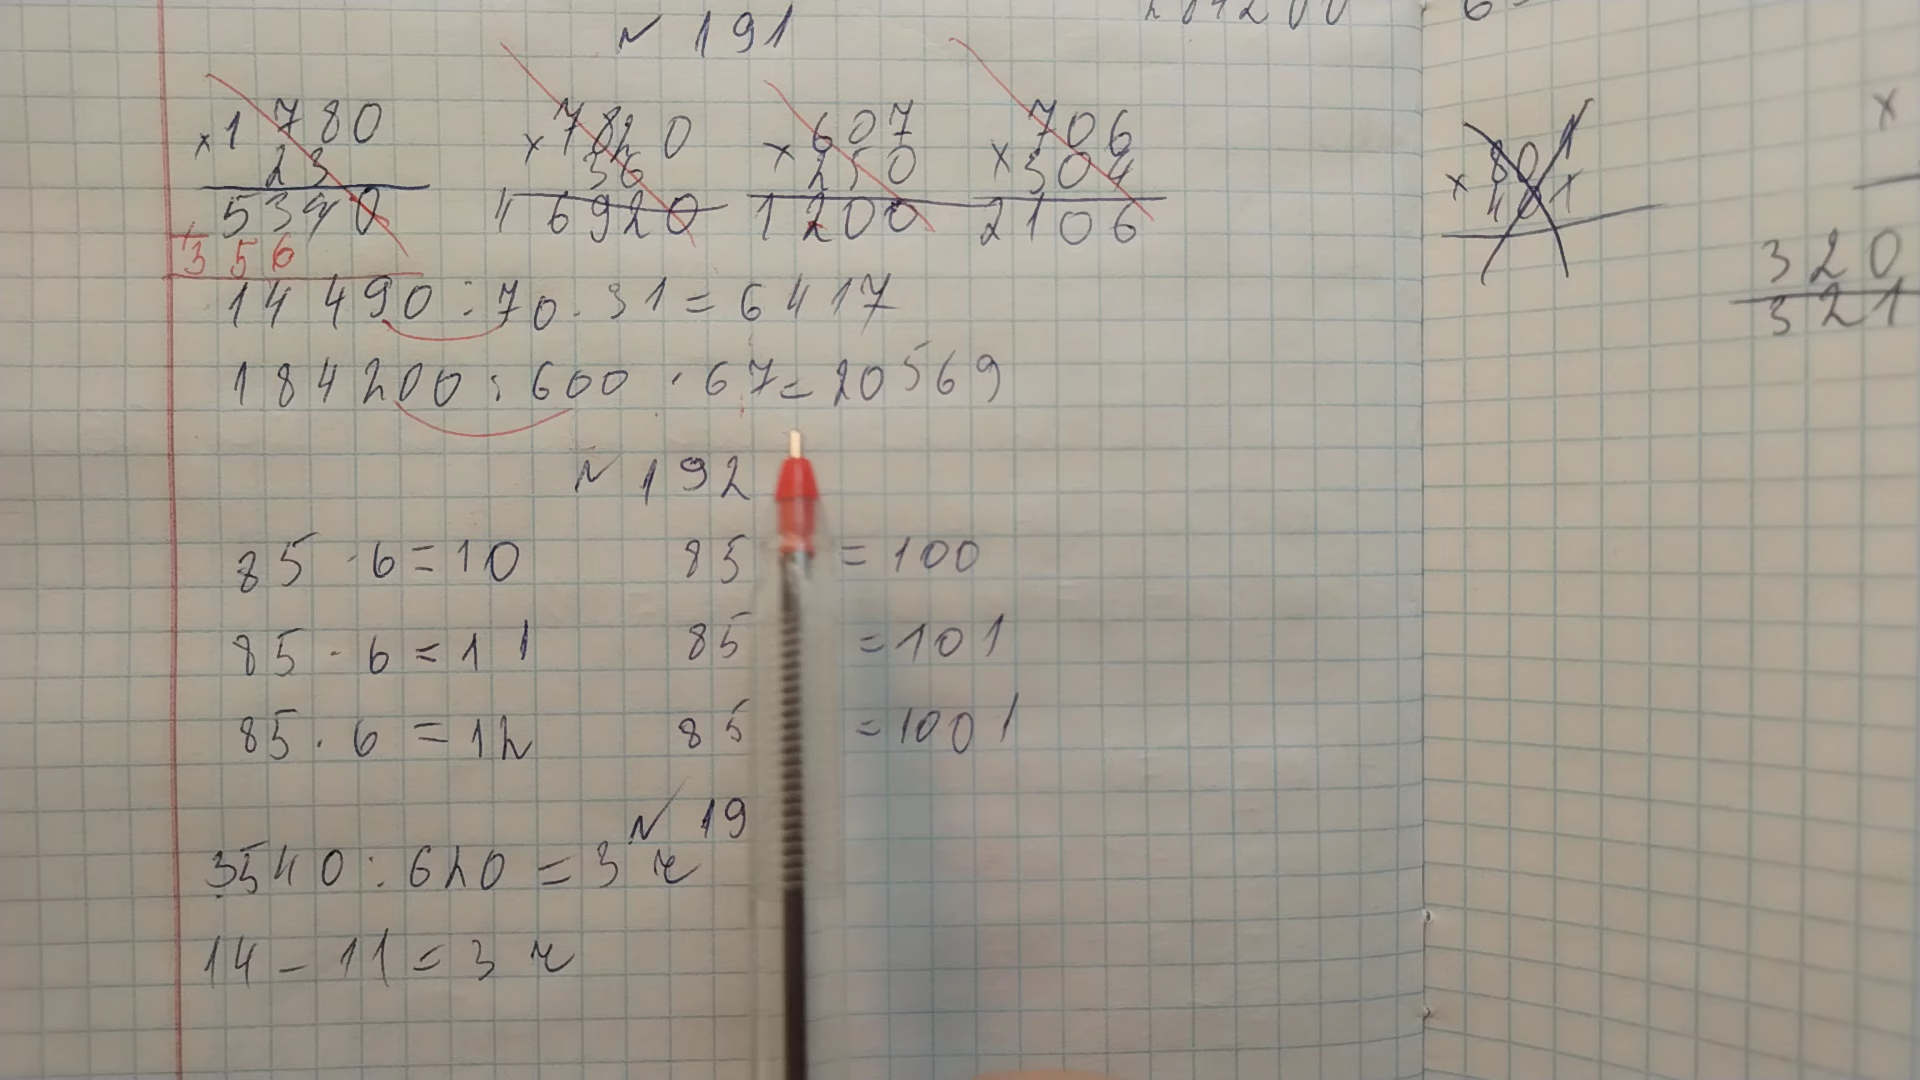 № 191
× 1780 × 7820 × 607 × 706
23 36 250 304
5340 46920 1200 2106
356
14490 : 70 · 31 = 6417
184200 : 600 · 67 = 20569
№ 192
85 · 6 = 10 85 = 100
85 · 6 = 11 85 = 101
85 · 6 = 12 85 = 1001
№ 19
3540 : 620 = 3 ч
14 - 11 = 3 ч
× 801
401
×
320
321